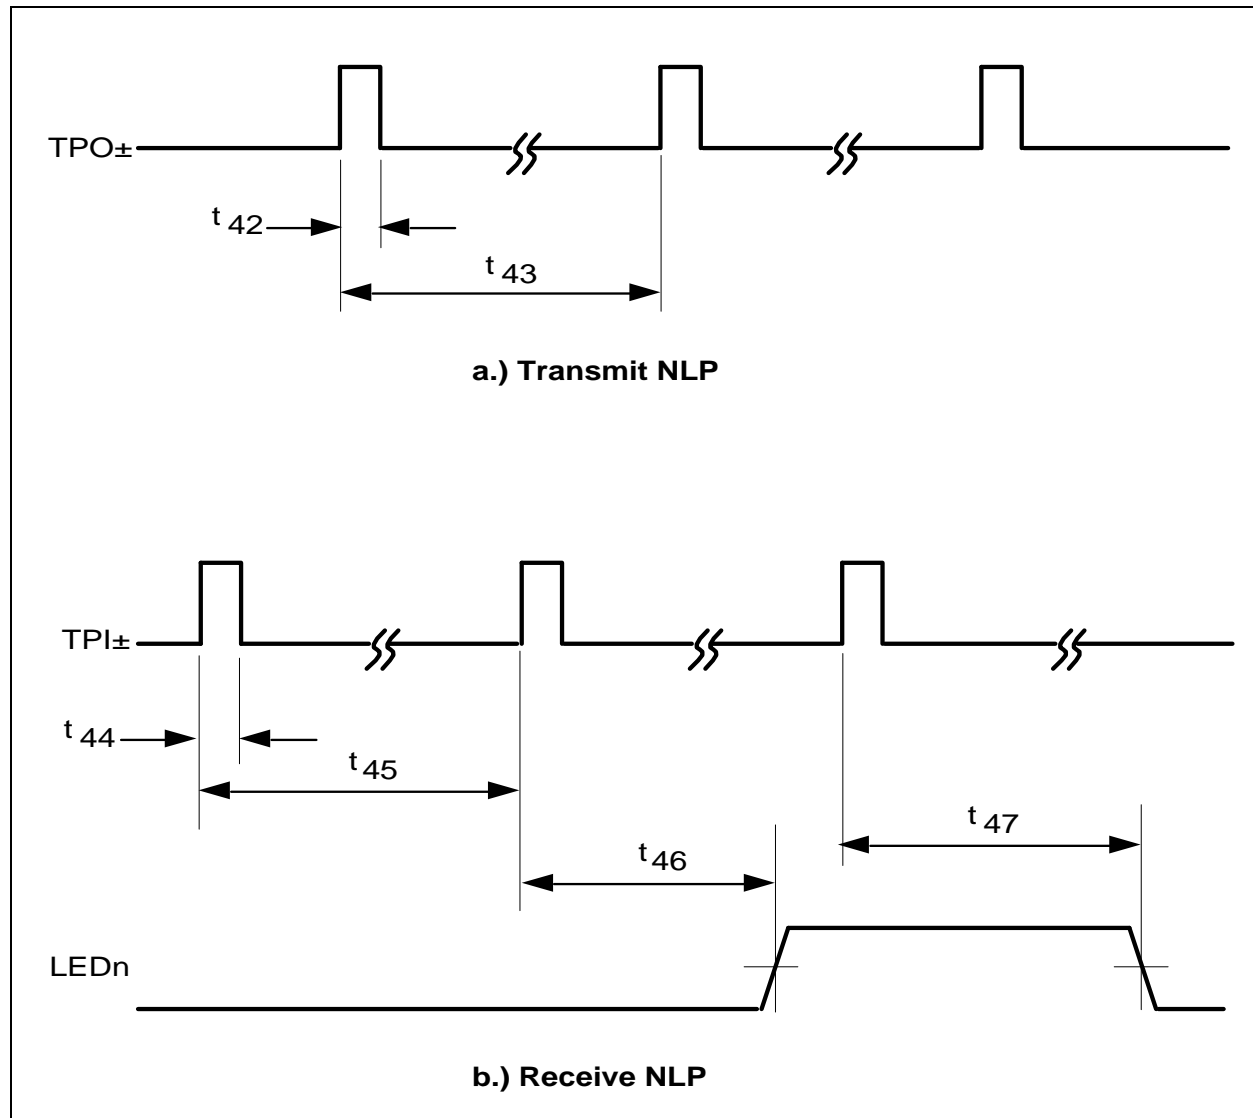 TPO±
t 42
t 43
a.) Transmit NLP
TPI±
t 44
t 45
t 46
t 47
LEDn
b.) Receive NLP